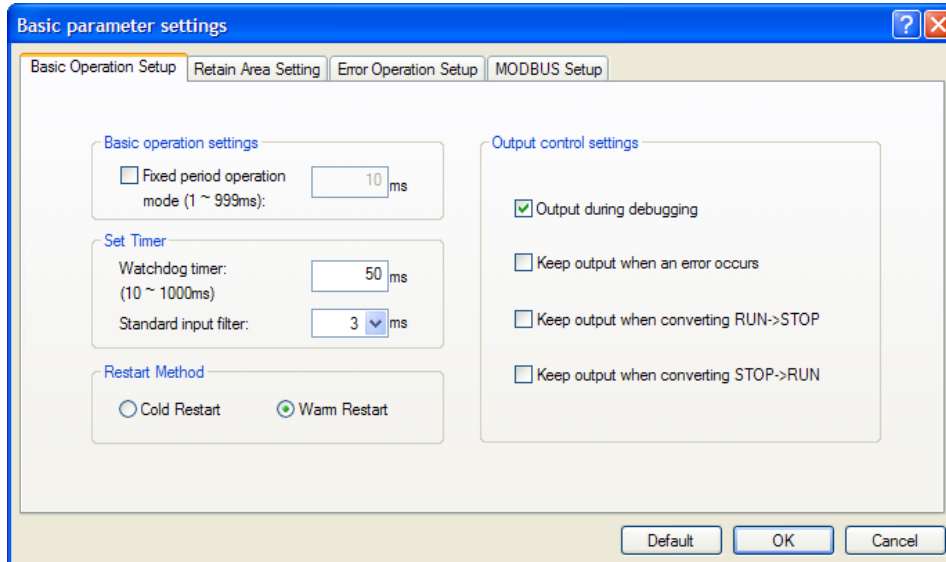 Basic parameter settings
Basic Operation Setup
Retain Area Setting
Error Operation Setup
MODBUS Setup
Basic operation settings
Fixed period operation
mode (1 ~ 999ms):
10 ms
Set Timer
Watchdog timer:
(10 ~ 1000ms)
50 ms
Standard input filter:
3 ms
Restart Method
Cold Restart
Warm Restart
Output control settings
Output during debugging
Keep output when an error occurs
Keep output when converting RUN->STOP
Keep output when converting STOP->RUN
Default
OK
Cancel